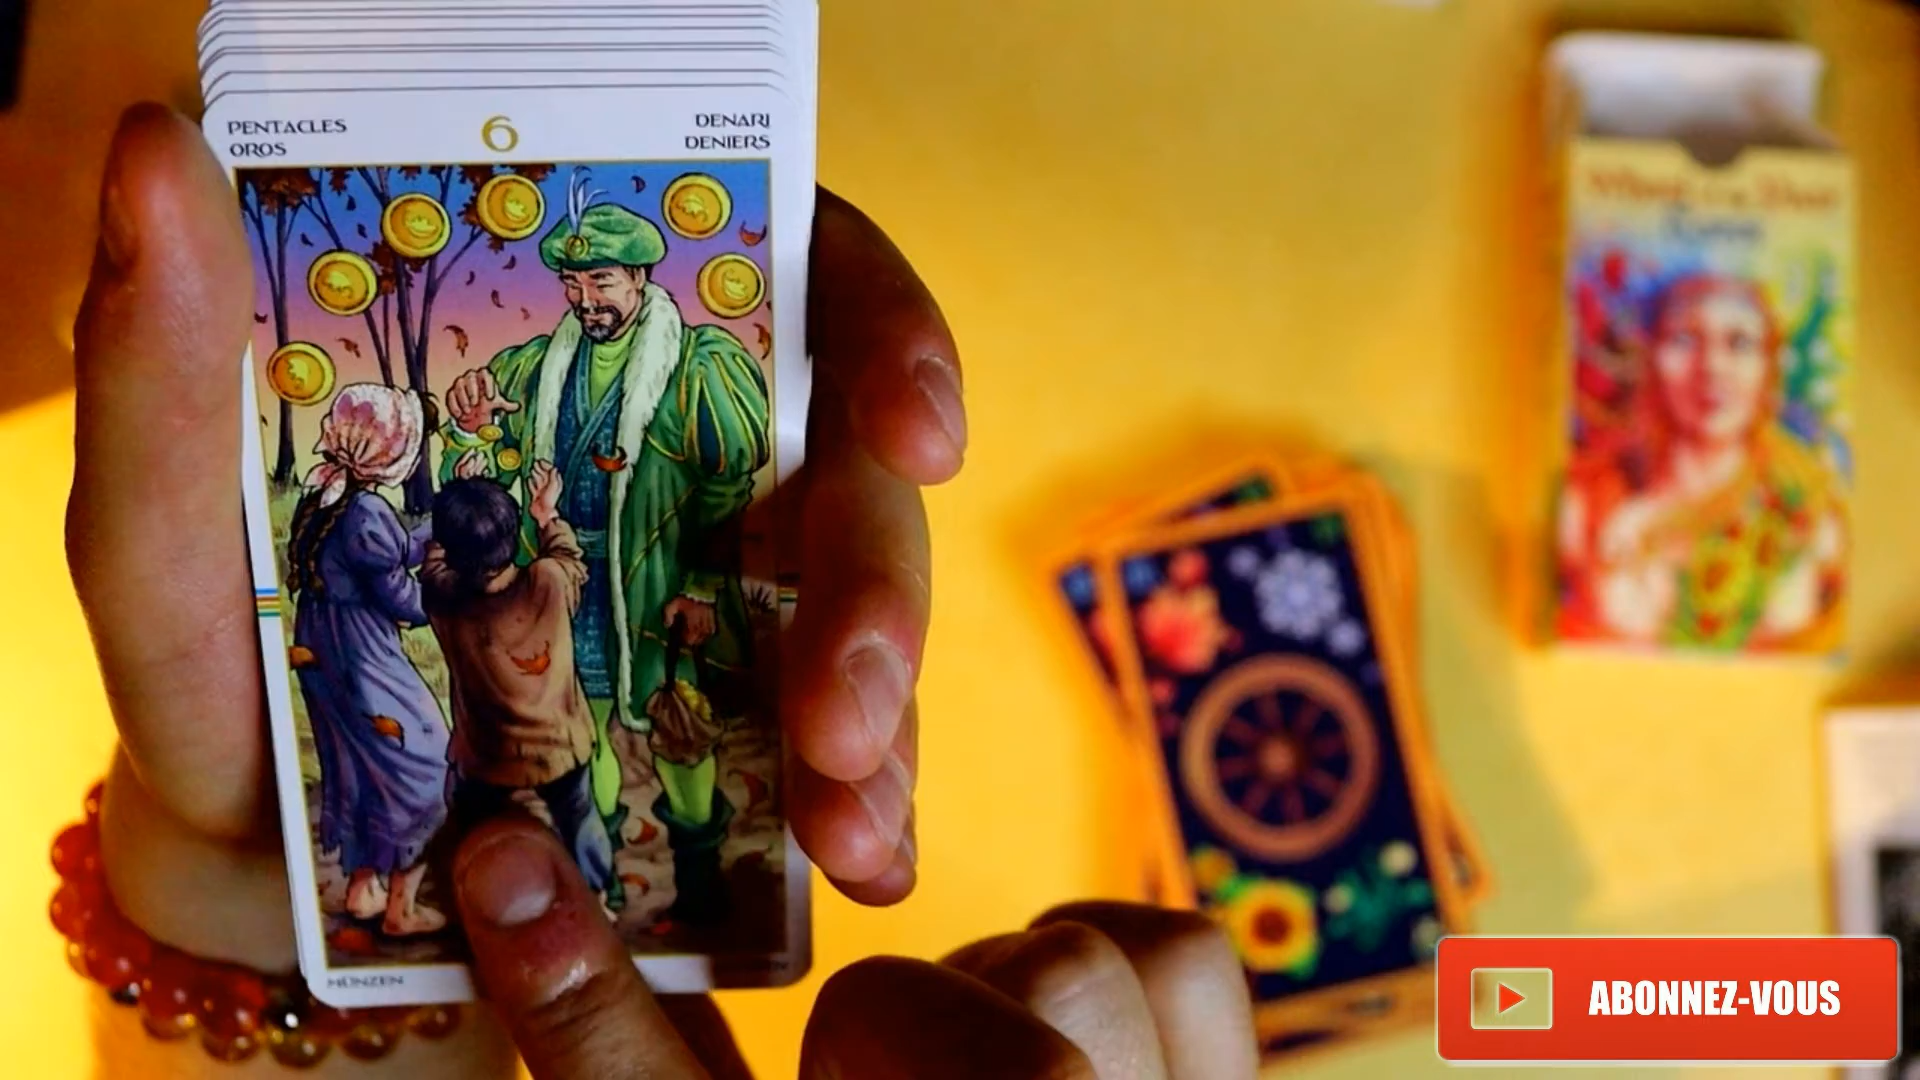 PENTACLES
OROS
6
DENARI
DENIERS
MÜNZEN
ABONNEZ-VOUS